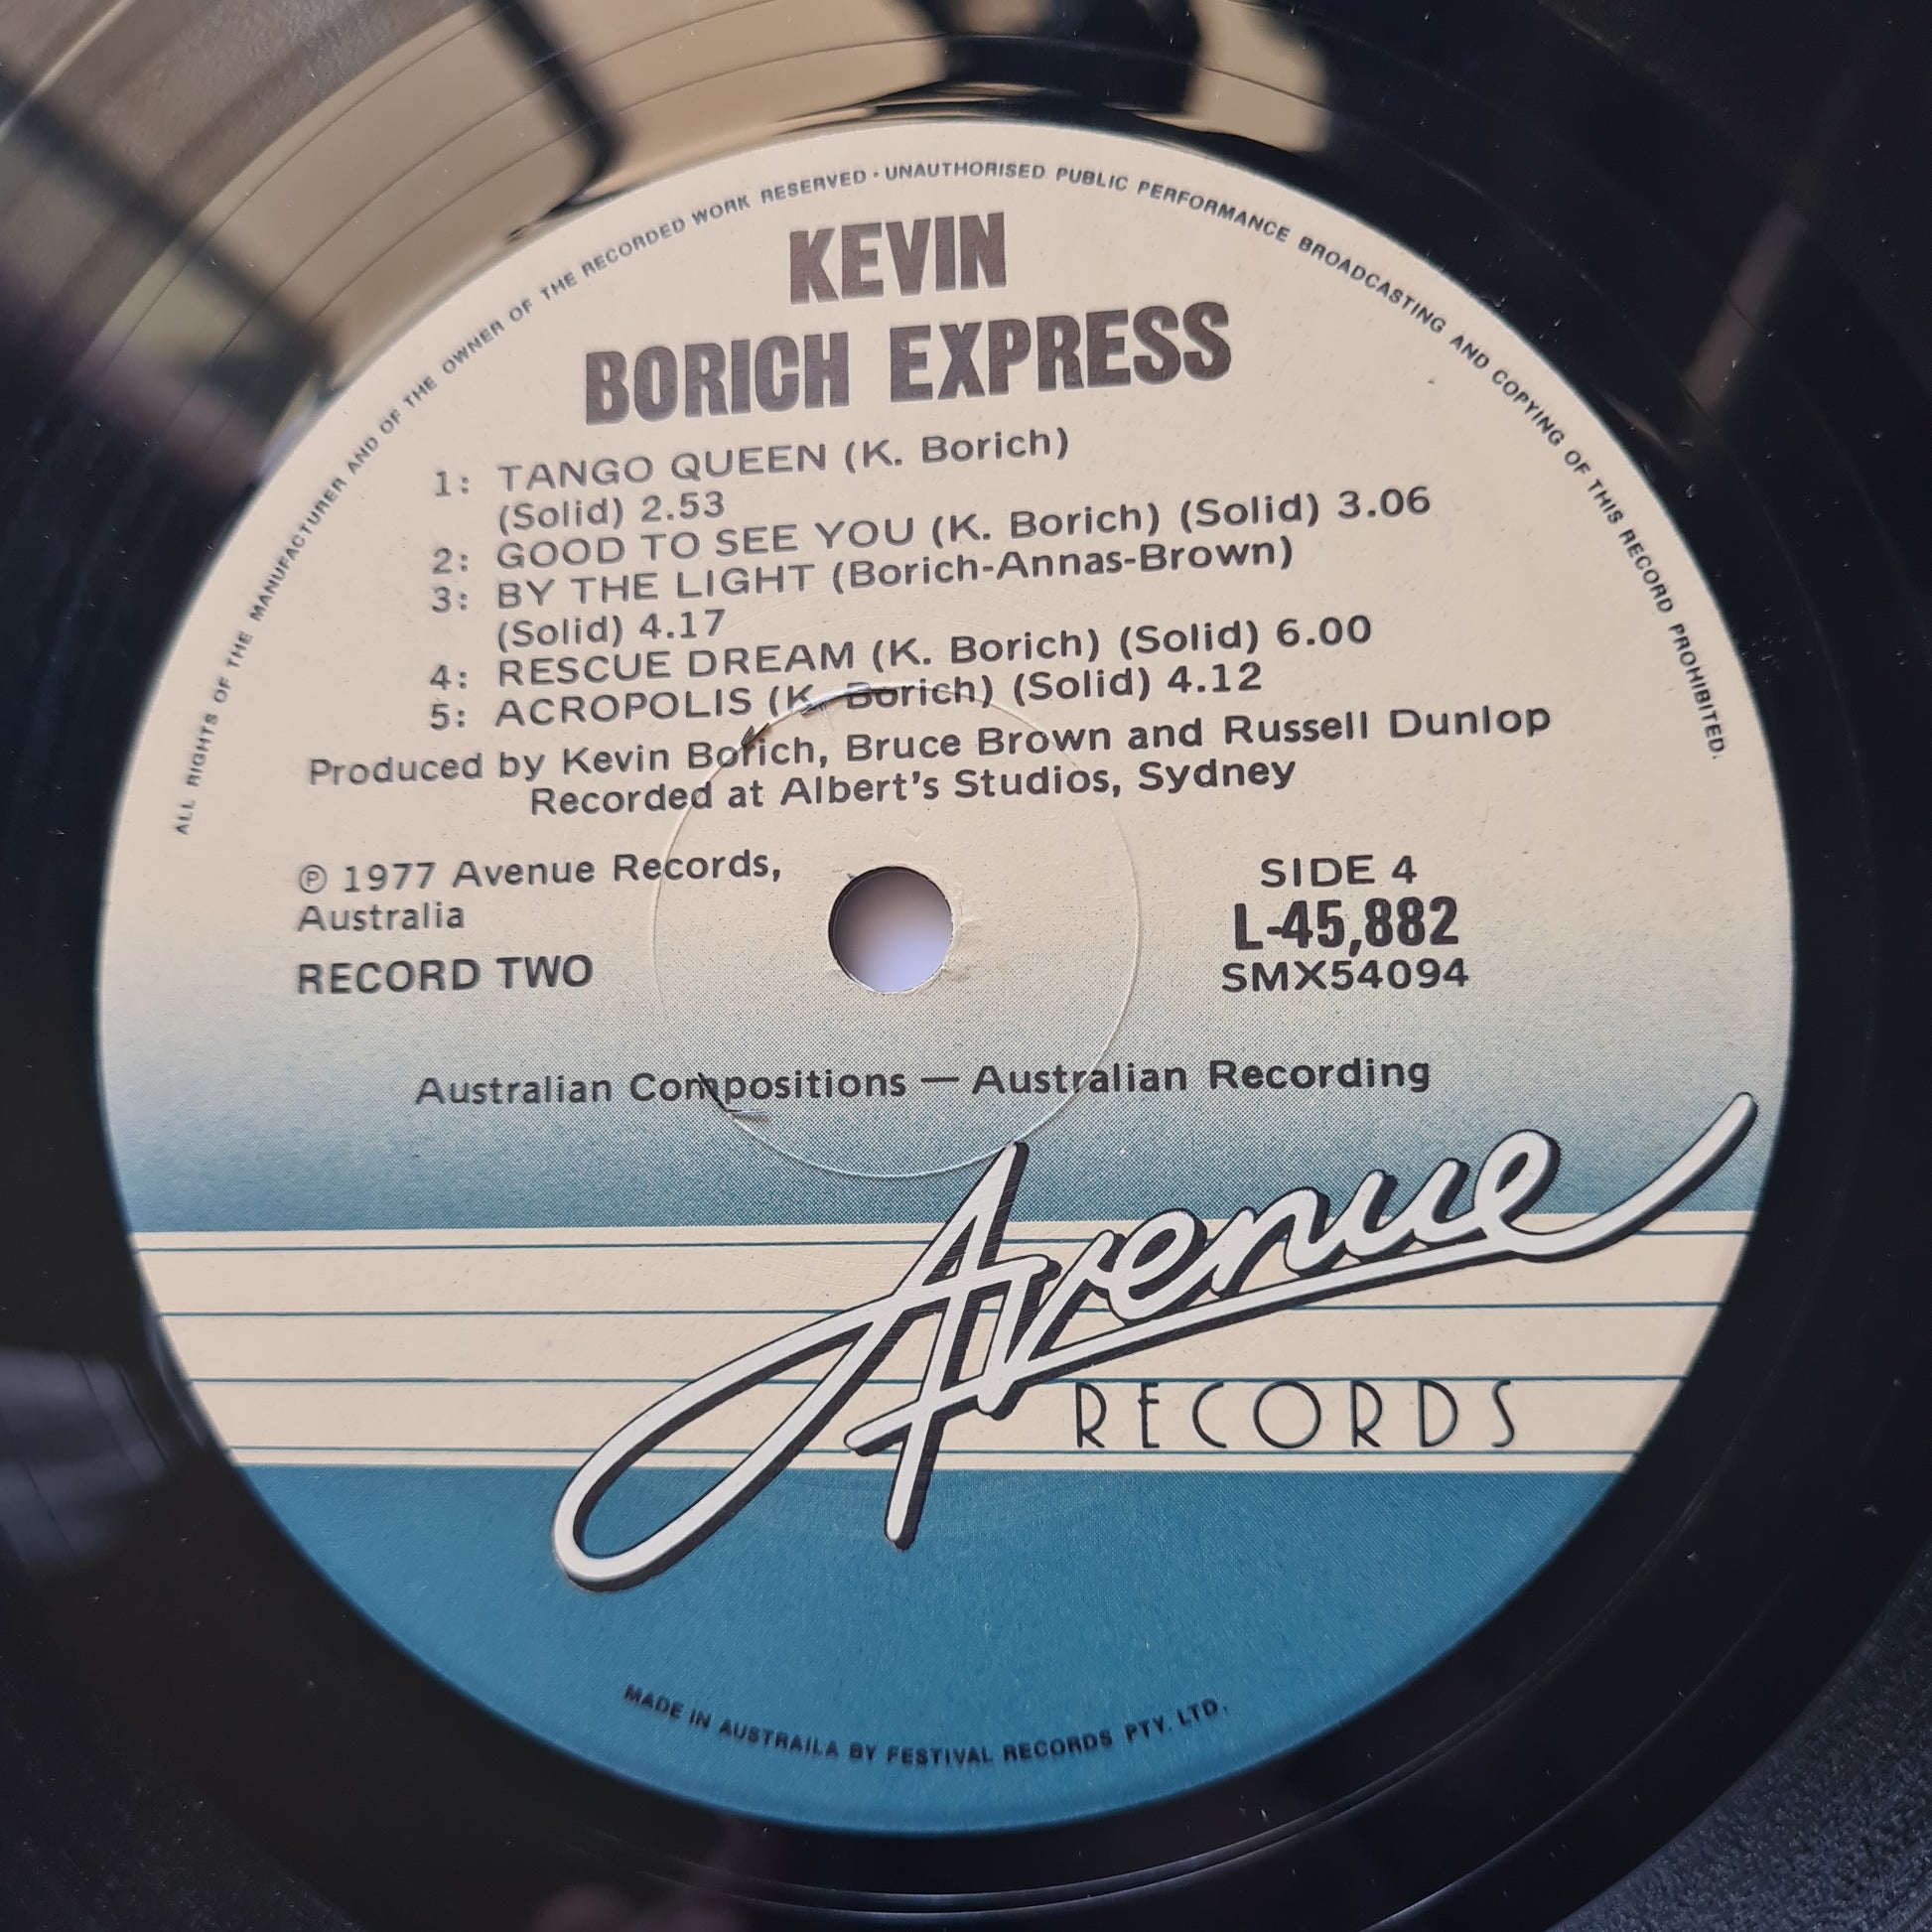 ALL RIGHTS OF THE MANUFACTURER AND OF THE OWNER OF THE RECORDED WORK RESERVED • UNAUTHORISED PUBLIC PERFORMANCE BROADCASTING AND COPYING OF THIS RECORD PROHIBITED.
KEVIN
BORICH EXPRESS
1: TANGO QUEEN (K. Borich)
(Solid) 2.53
2: GOOD TO SEE YOU (K. Borich) (Solid) 3.06
3: BY THE LIGHT (Borich-Annas-Brown)
(Solid) 4.17
4: RESCUE DREAM (K. Borich) (Solid) 6.00
5: ACROPOLIS (K. Borich) (Solid) 4.12
Produced by Kevin Borich, Bruce Brown and Russell Dunlop
Recorded at Albert's Studios, Sydney
℗ 1977 Avenue Records,
Australia
RECORD TWO
SIDE 4
L-45,882
SMX54094
Australian Compositions — Australian Recording
Avenue
RECORDS
MADE IN AUSTRAILA BY FESTIVAL RECORDS PTY. LTD.